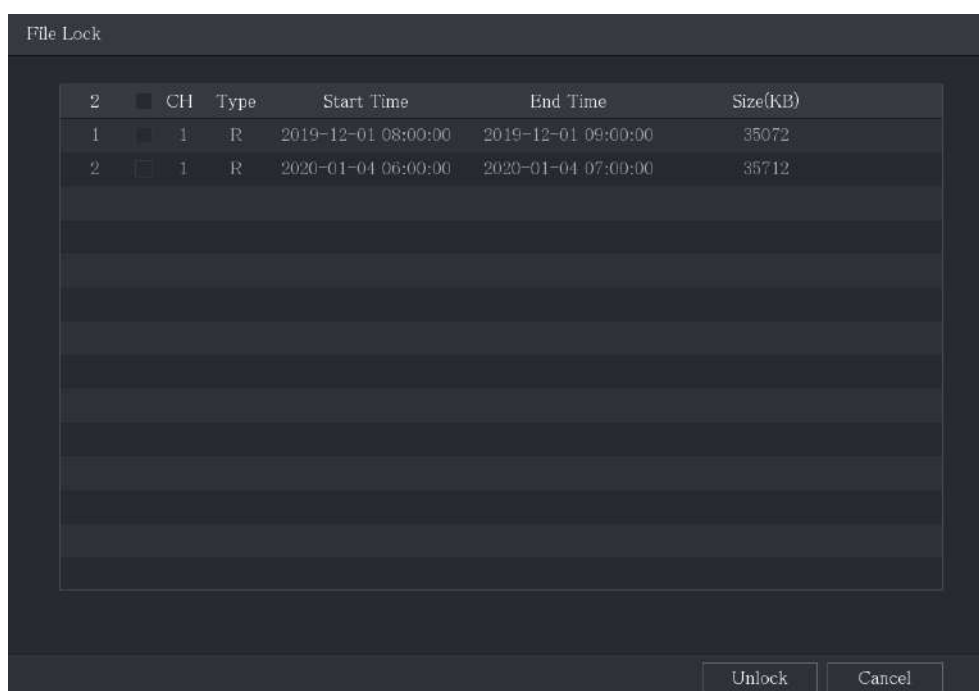 File Lock
2 CH Type Start Time End Time Size(KB)
1 1 R 2019-12-01 08:00:00 2019-12-01 09:00:00 35072
2 1 R 2020-01-04 06:00:00 2020-01-04 07:00:00 35712
Unlock Cancel